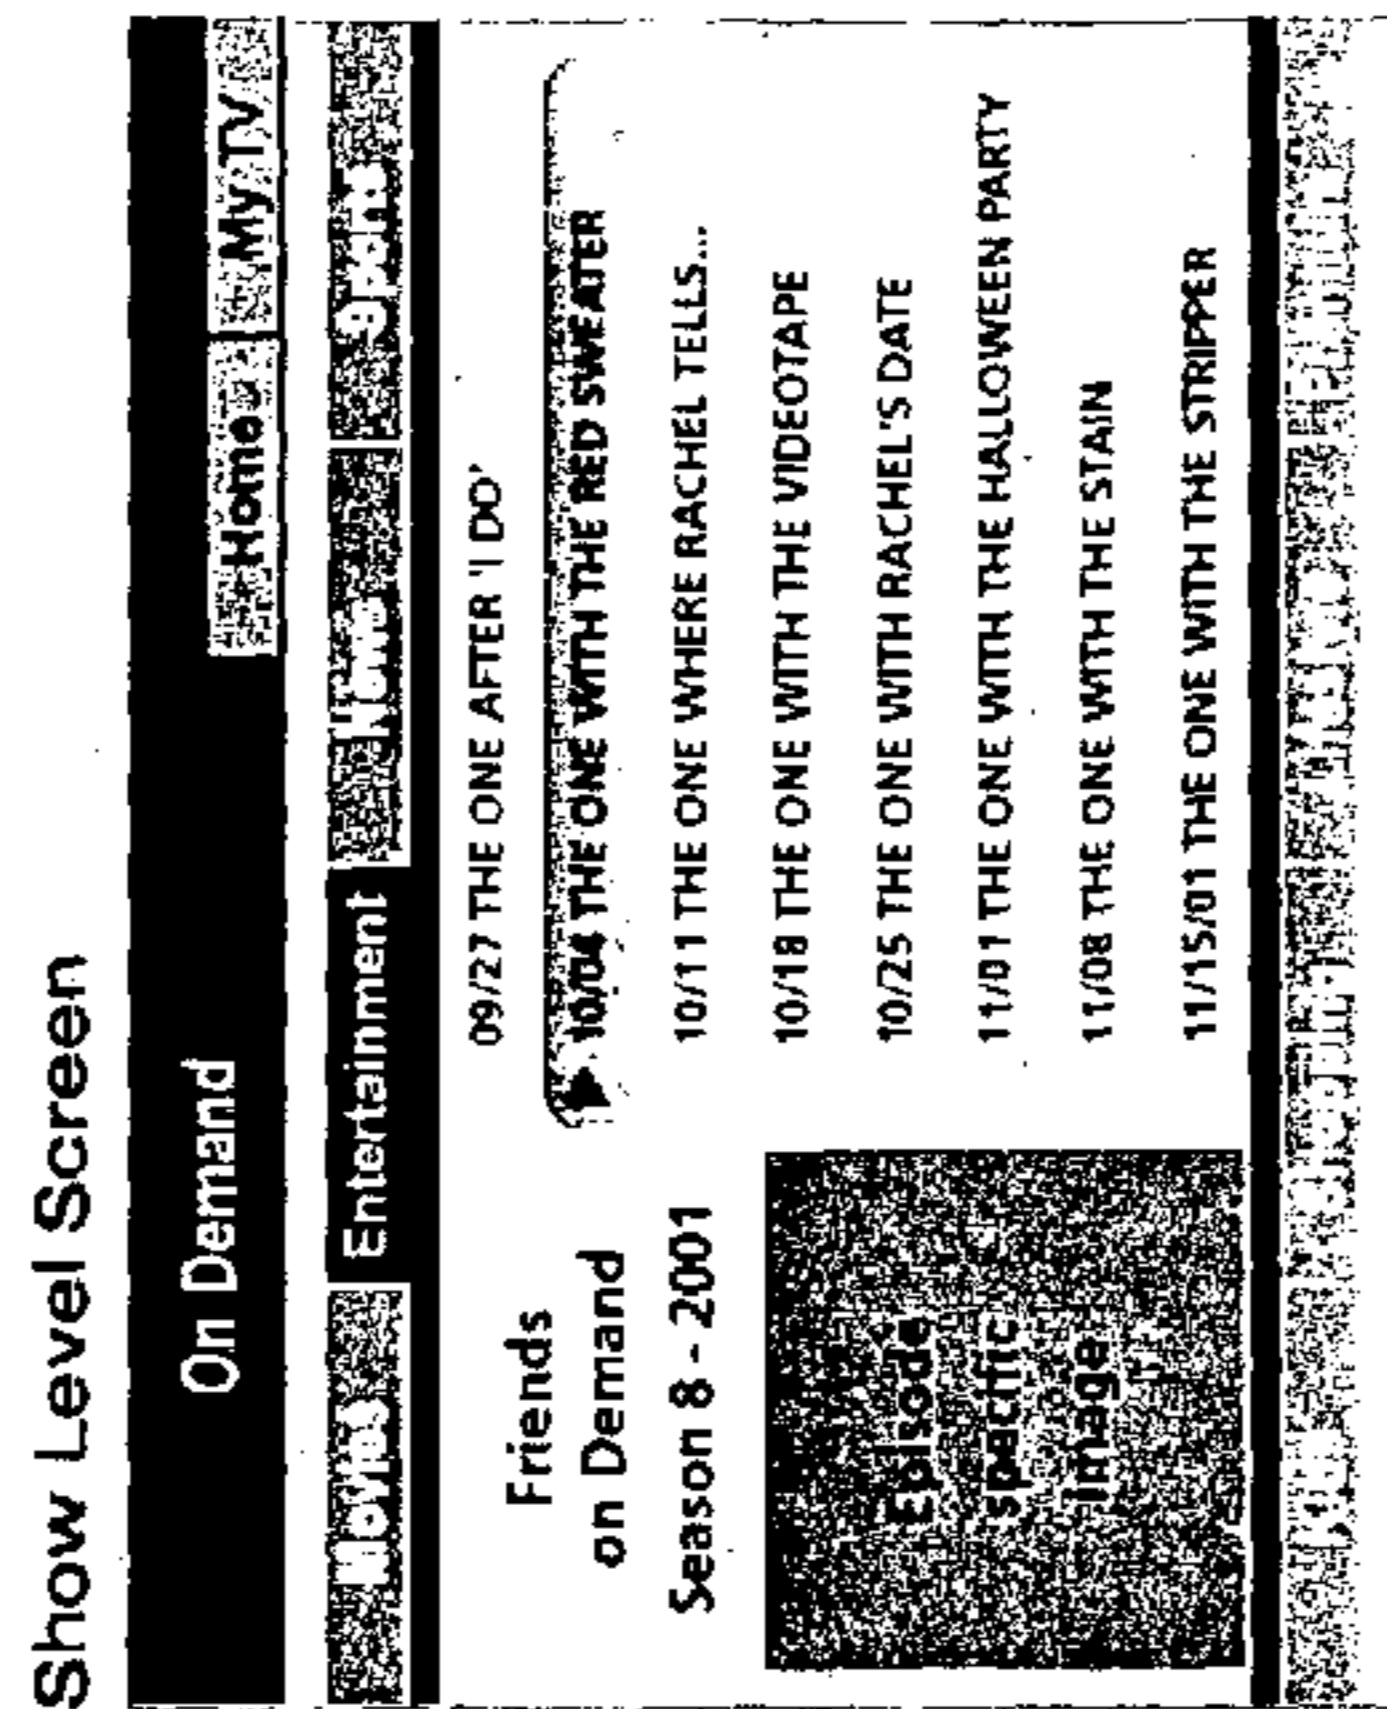 Show Level Screen
On Demand
Home
My TV
Movies
Entertainment
News
Sports
Friends
on Demand
Season 8 - 2001
Episode
specific
image
09/27 THE ONE AFTER 'I DO'
10/04 THE ONE WITH THE RED SWEATER
10/11 THE ONE WHERE RACHEL TELLS...
10/18 THE ONE WITH THE VIDEOTAPE
10/25 THE ONE WITH RACHEL'S DATE
11/01 THE ONE WITH THE HALLOWEEN PARTY
11/08 THE ONE WITH THE STAIN
11/15/01 THE ONE WITH THE STRIPPER